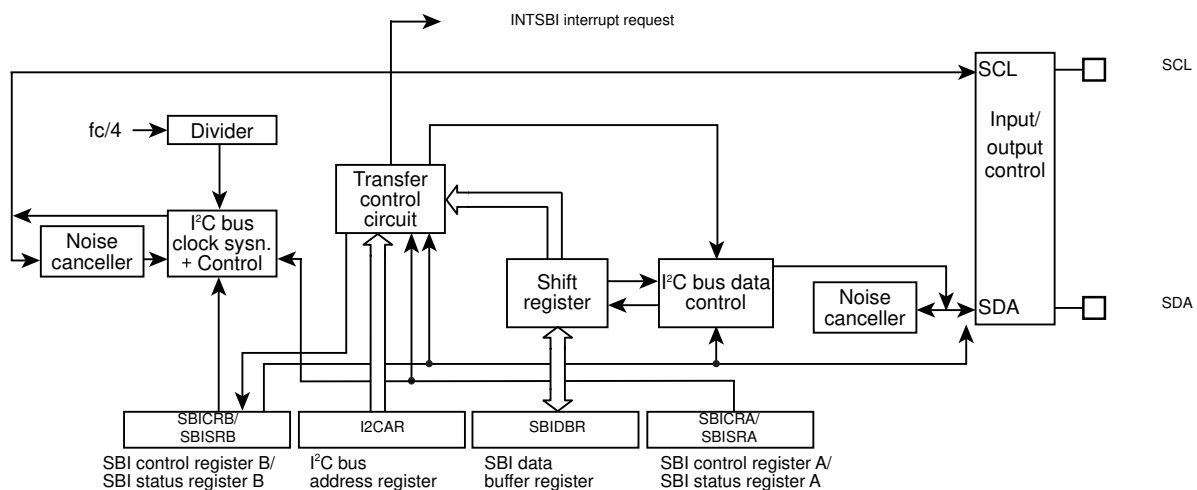 INTSBI interrupt request
SCL
SCL
fc/4
Divider
Input/
output
control
Transfer
control
circuit
I²C bus
clock sysn.
+ Control
Noise
canceller
Shift
register
I²C bus data
control
Noise
canceller
SDA
SDA
SBICRB/
SBISRB
I2CAR
SBIDBR
SBICRA/
SBISRA
SBI control register B/
SBI status register B
I²C bus
address register
SBI data
buffer register
SBI control register A/
SBI status register A